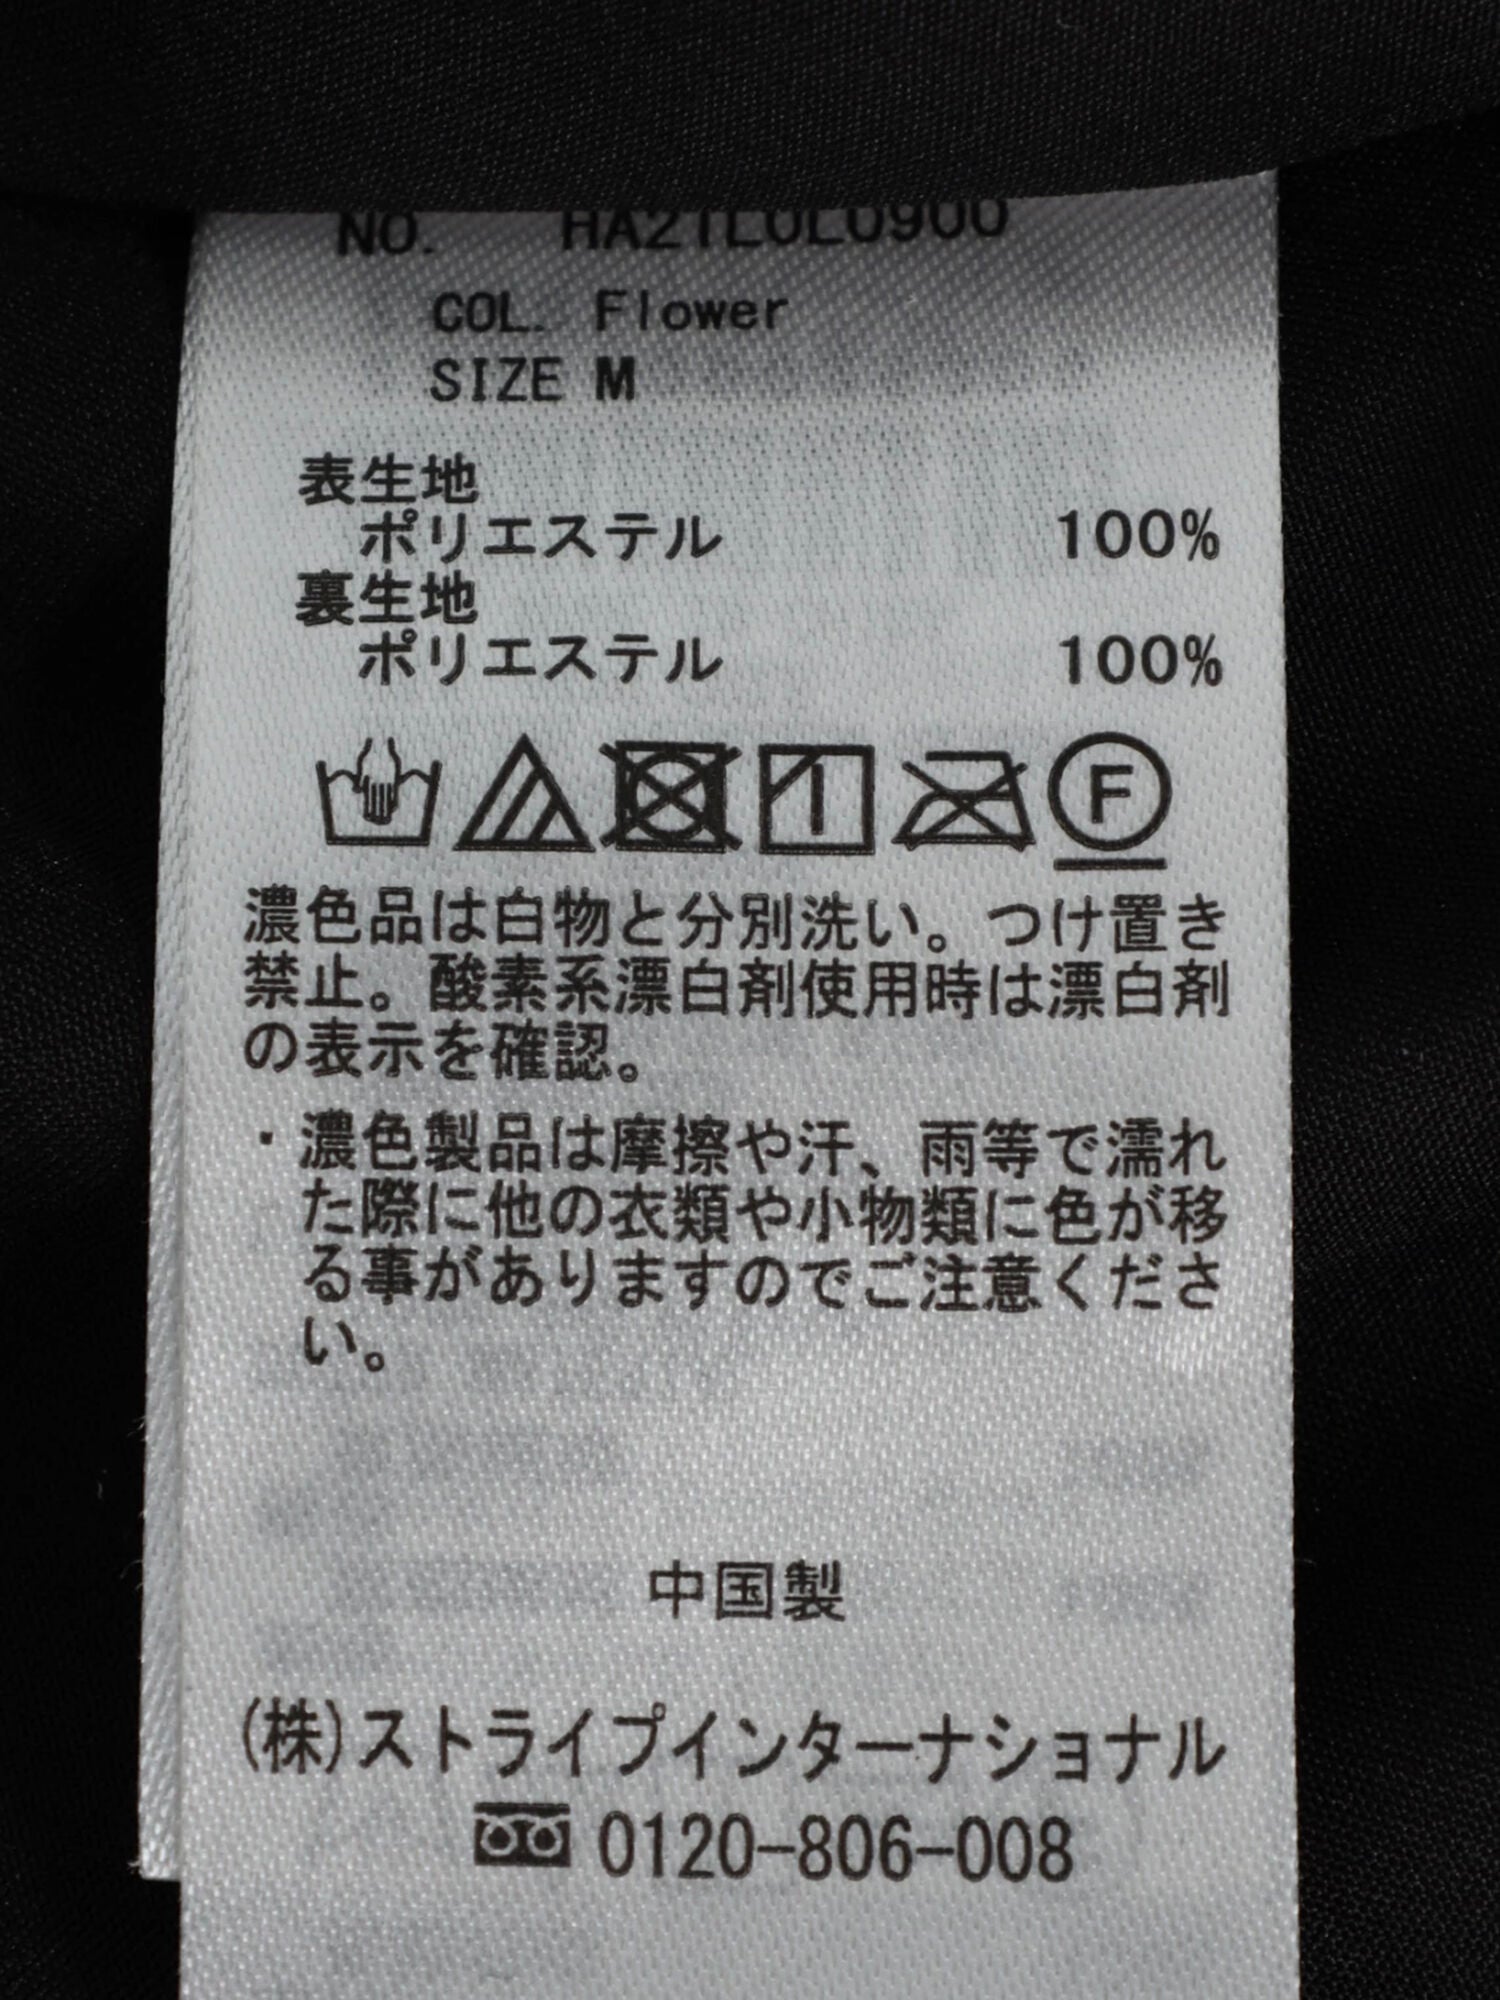 NO. HA21L0L0900
COL. Flower
SIZE M
表生地
ポリエステル 100%
裏生地
ポリエステル 100%
F
濃色品は白物と分別洗い。つけ置き
禁止。酸素系漂白剤使用時は漂白剤
の表示を確認。
・濃色製品は摩擦や汗、雨等で濡れ
た際に他の衣類や小物類に色が移
る事がありますのでご注意くださ
い。
中国製
(株)ストライプインターナショナル
0120-806-008